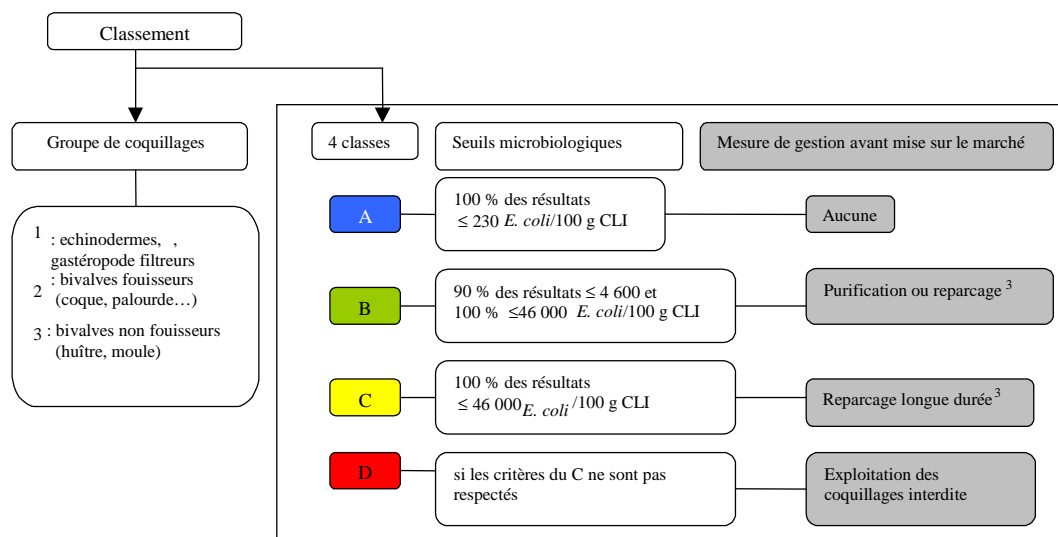 Classement
Groupe de coquillages
1 : echinodermes, ,
gastéropode filtreurs
2 : bivalves fouisseurs
(coque, palourde…)
3 : bivalves non fouisseurs
(huître, moule)
4 classes
Seuils microbiologiques
Mesure de gestion avant mise sur le marché
A
100 % des résultats
≤ 230 E. coli/100 g CLI
Aucune
B
90 % des résultats ≤ 4 600 et
100 % ≤46 000 E. coli/100 g CLI
Purification ou reparcage 3
C
100 % des résultats
≤ 46 000 E. coli /100 g CLI
Reparcage longue durée 3
D
si les critères du C ne sont pas
respectés
Exploitation des
coquillages interdite